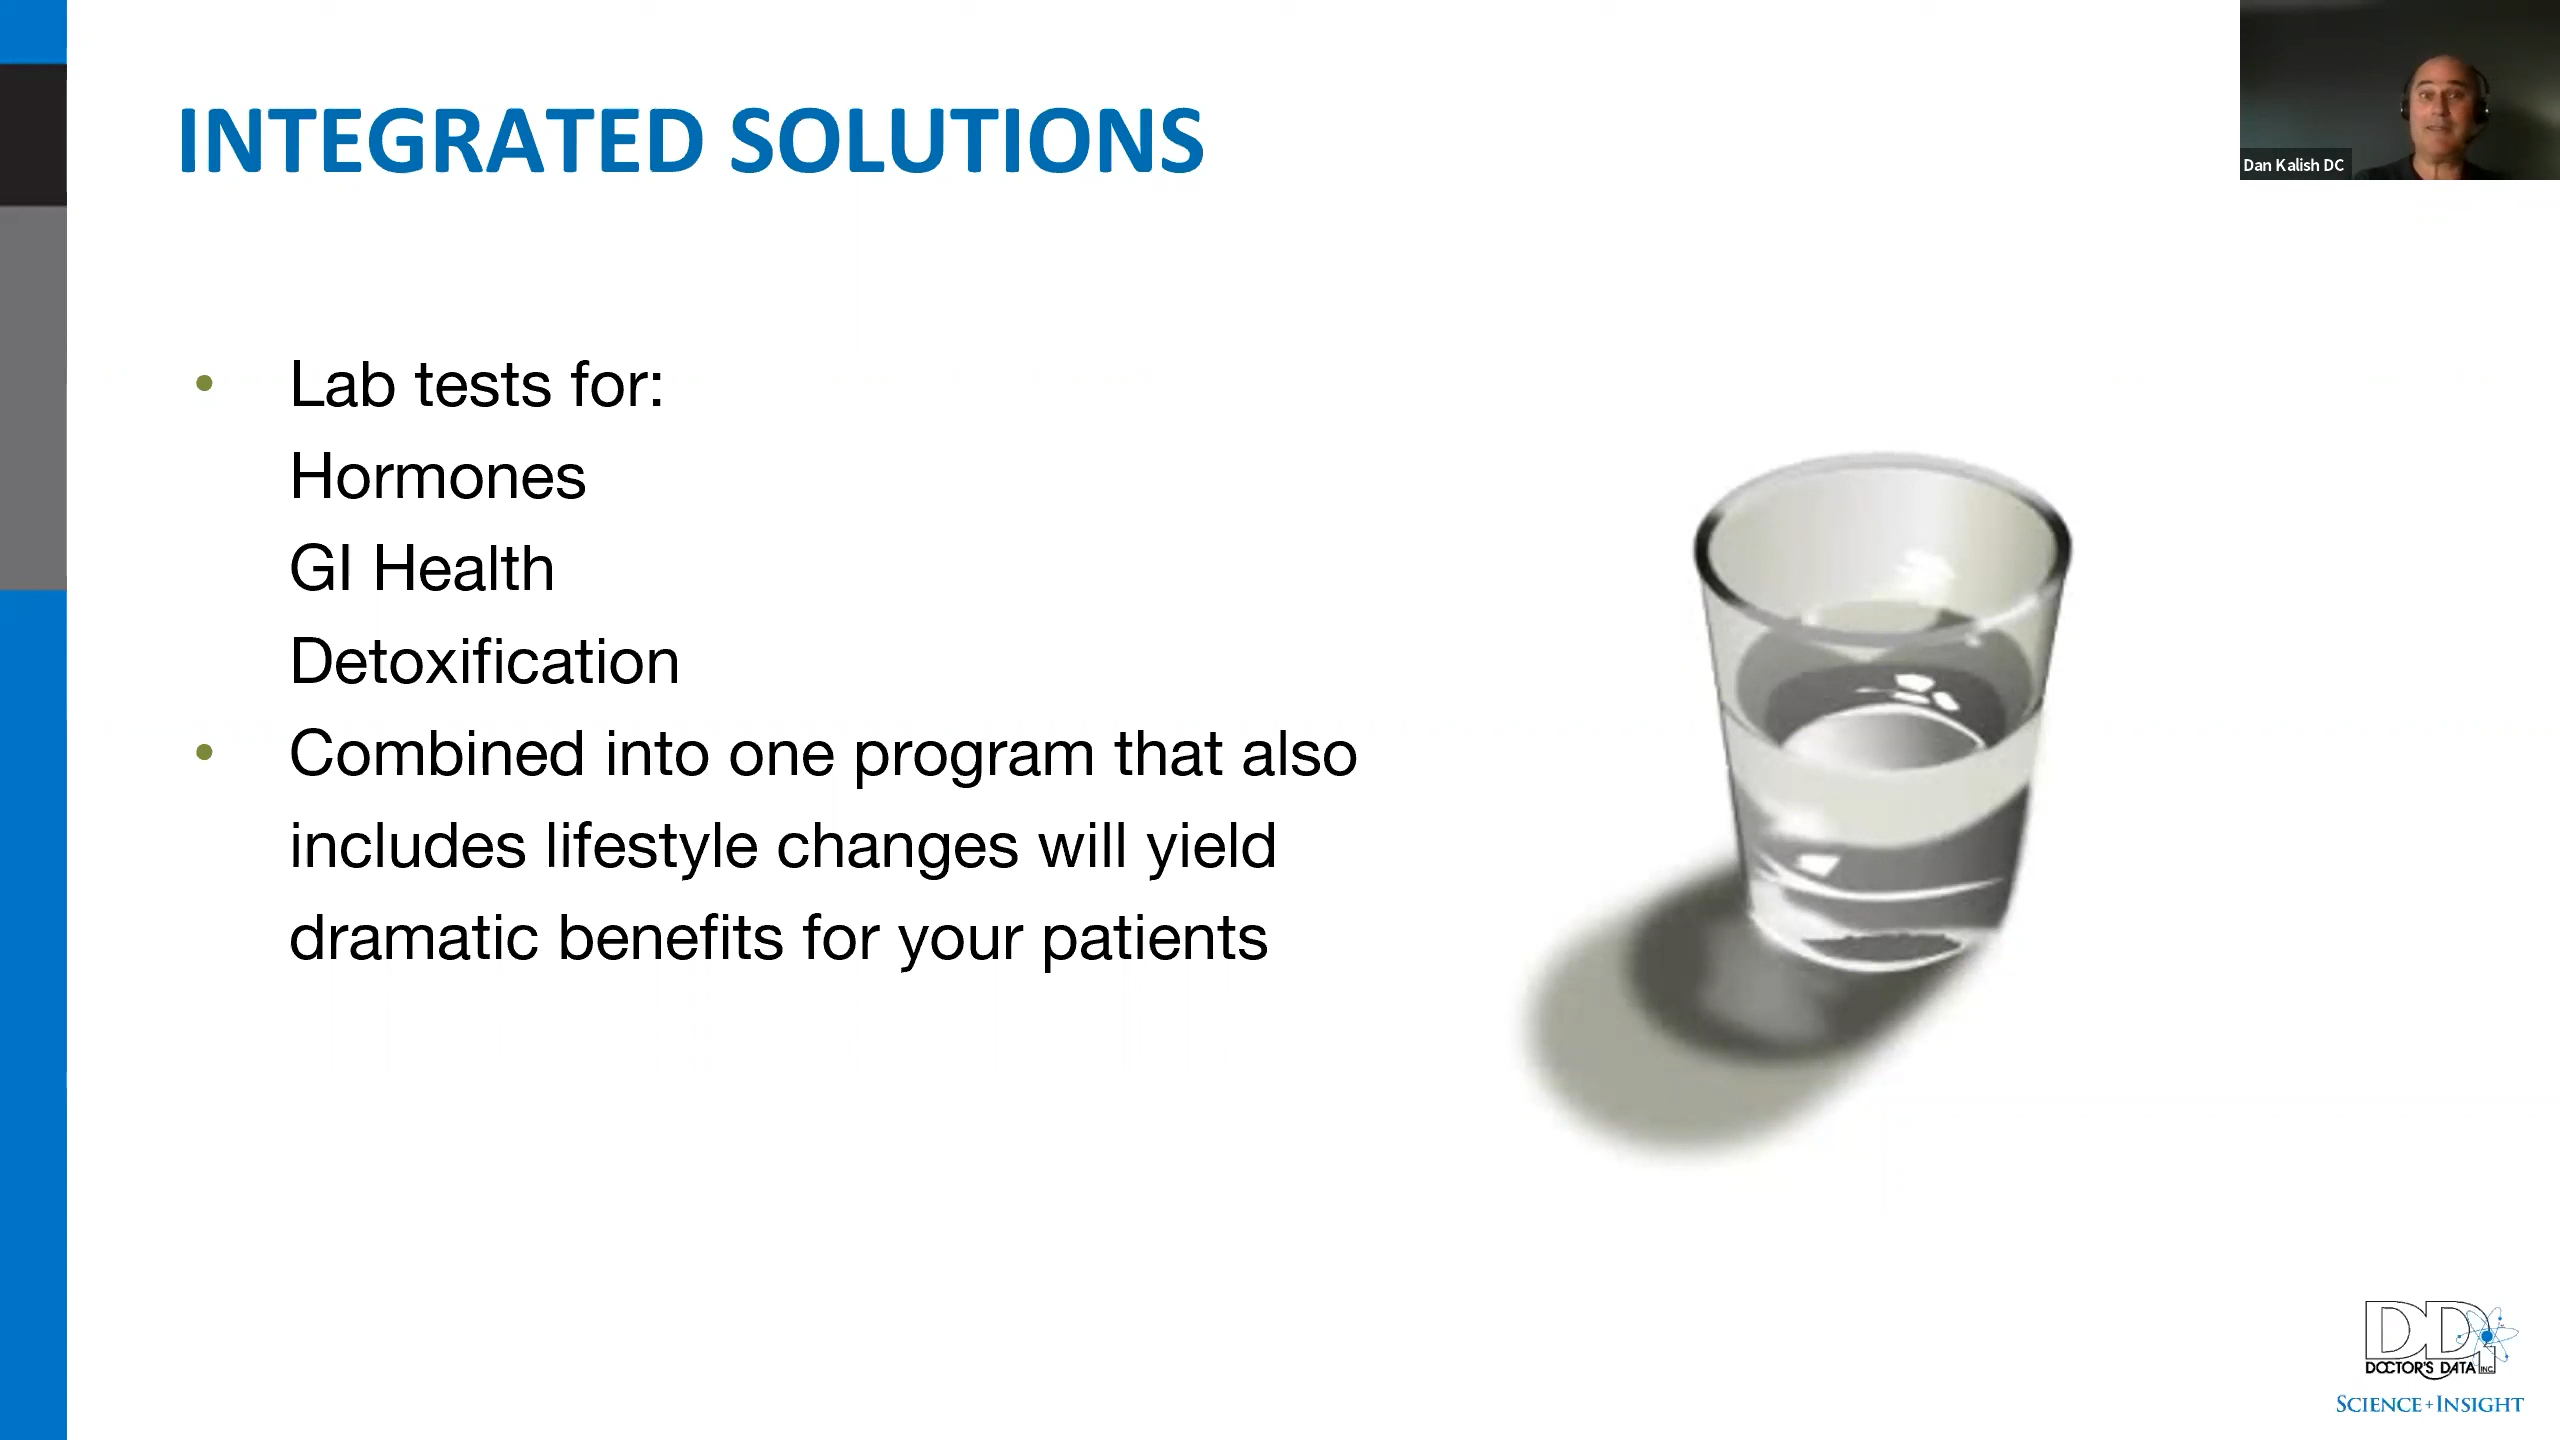 INTEGRATED SOLUTIONS
Dan Kalish DC
• Lab tests for:
Hormones
GI Health
Detoxification
• Combined into one program that also
includes lifestyle changes will yield
dramatic benefits for your patients
DDI
DOCTOR'S DATA INC.
SCIENCE + INSIGHT